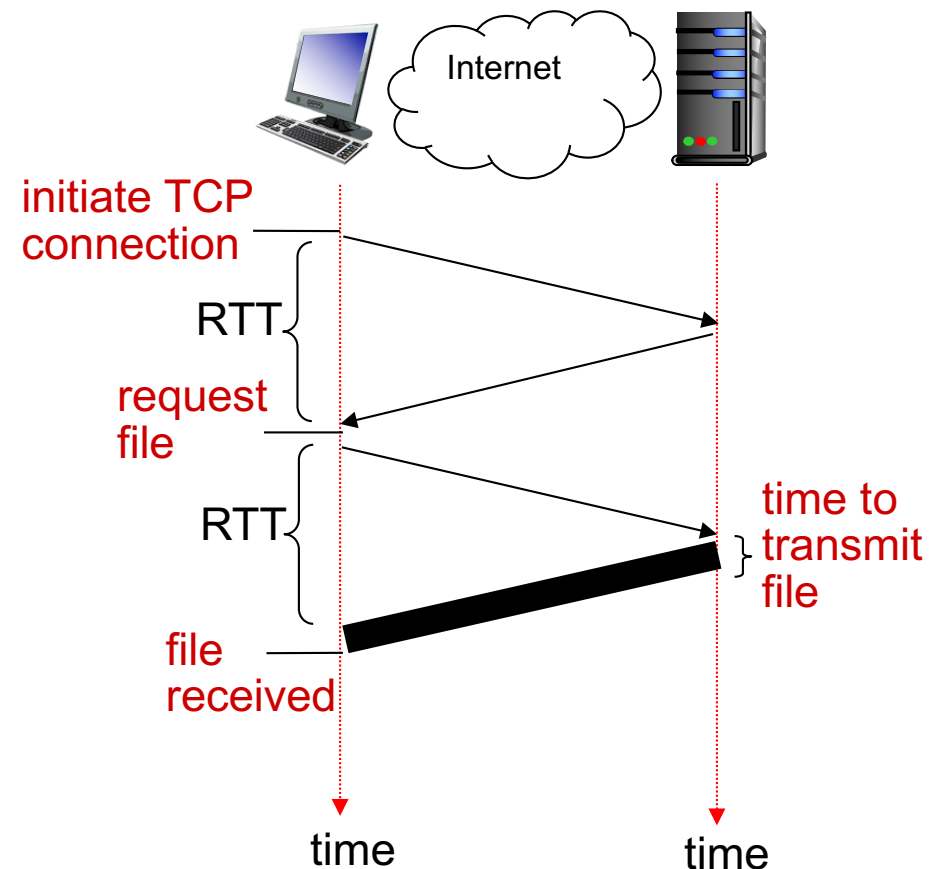 Internet
initiate TCP
connection
RTT
request
file
RTT
time to
transmit
file
file
received
time
time